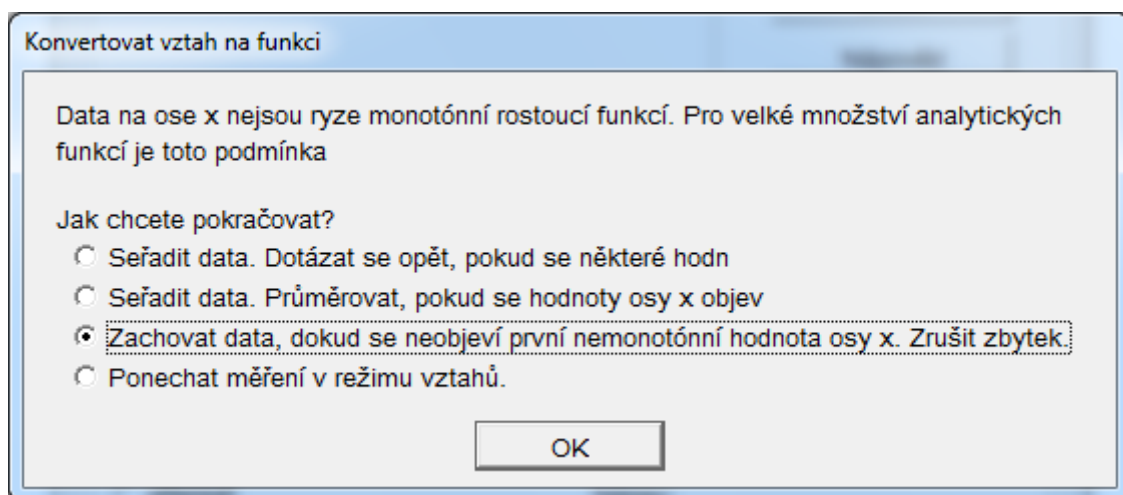 Konvertovat vztah na funkci
Data na ose x nejsou ryze monotónní rostoucí funkcí. Pro velké množství analytických
funkcí je toto podmínka
Jak chcete pokračovat?
Seřadit data. Dotázat se opět, pokud se některé hodn
Seřadit data. Průměrovat, pokud se hodnoty osy x objev
Zachovat data, dokud se neobjeví první nemonotónní hodnota osy x. Zrušit zbytek.
Ponechat měření v režimu vztahů.
OK